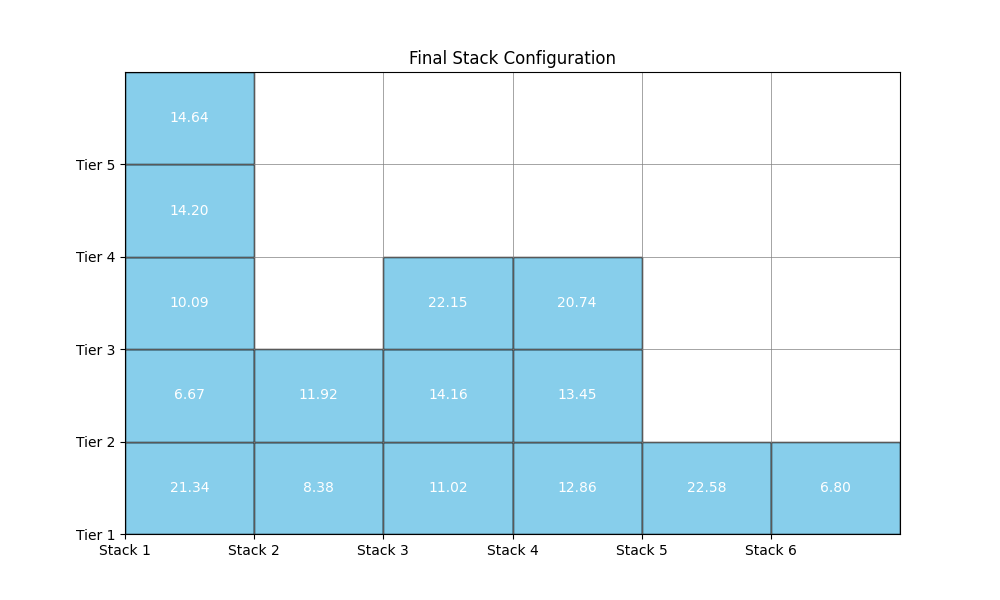 Final Stack Configuration
14.64
Tier 5
14.20
Tier 4
10.09 22.15 20.74
Tier 3
6.67 11.92 14.16 13.45
Tier 2
21.34 8.38 11.02 12.86 22.58 6.80
Tier 1
Stack 1 Stack 2 Stack 3 Stack 4 Stack 5 Stack 6